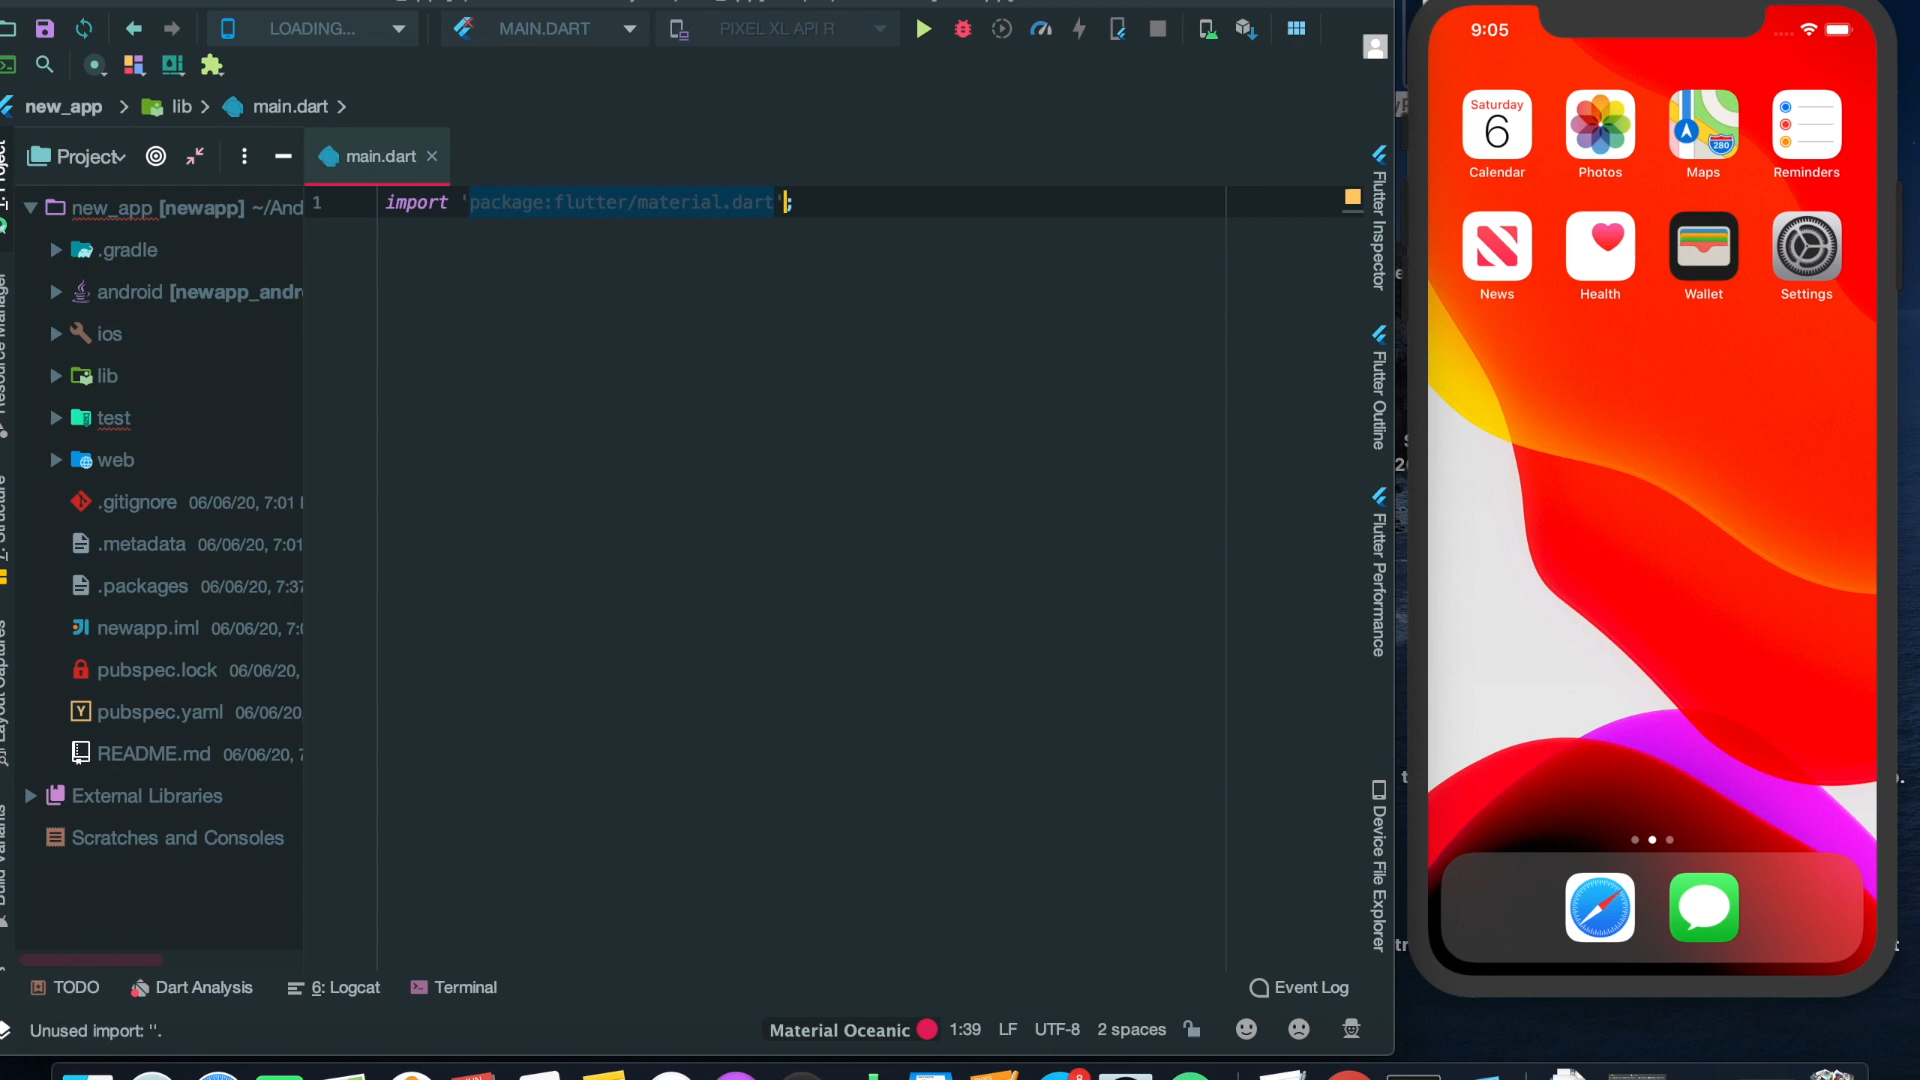 LOADING...
MAIN.DART
PIXEL XL API R
new_app
lib
main.dart
Project
main.dart
new_app [newapp] ~/And
.gradle
android [newapp_andr
ios
lib
test
web
.gitignore 06/06/20, 7:01
.metadata 06/06/20, 7:01
.packages 06/06/20, 7:37
newapp.iml 06/06/20, 7:
pubspec.lock 06/06/20,
pubspec.yaml 06/06/20
README.md 06/06/20, 7
External Libraries
Scratches and Consoles
1 import 'package:flutter/material.dart';
Flutter Inspector
Flutter Outline
Flutter Performance
Device File Explorer
TODO
Dart Analysis
6: Logcat
Terminal
Event Log
Unused import: ''.
Material Oceanic
1:39
LF
UTF-8
2 spaces
9:05
Saturday
6
Calendar
Photos
280
Maps
Reminders
News
Health
Wallet
Settings
8